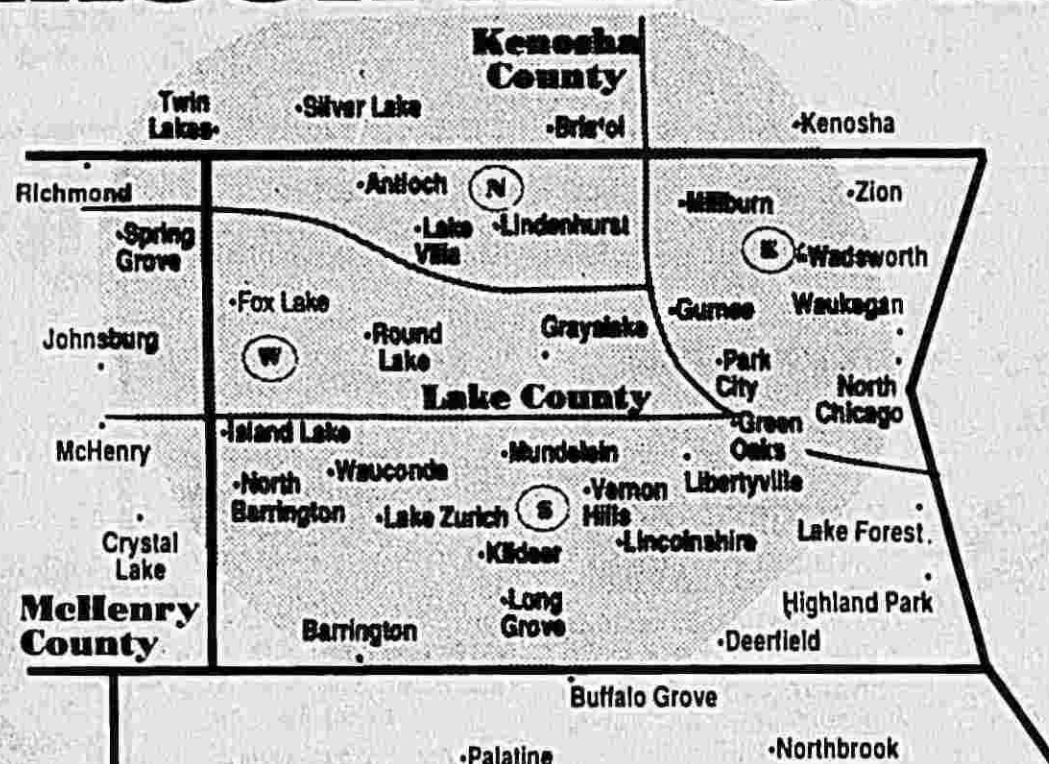 Kenosha
County
Twin
Lakes
Silver Lake
Bristol
Kenosha
Richmond
Antioch
N
Millburn
Zion
Spring
Grove
Lake
Villa
Lindenhurst
Wadsworth
Fox Lake
Gurnee
Waukegan
Johnsburg
W
Round
Lake
Grayslake
Park
City
North
Chicago
Lake County
McHenry
Island Lake
Green
Oaks
Mundelein
Wauconda
North
Barrington
Lake Zurich
S
Vernon
Hills
Libertyville
Crystal
Lake
Kildeer
Lincolnshire
Lake Forest
McHenry
County
Barrington
Long
Grove
Highland Park
Deerfield
Buffalo Grove
Palatine
Northbrook